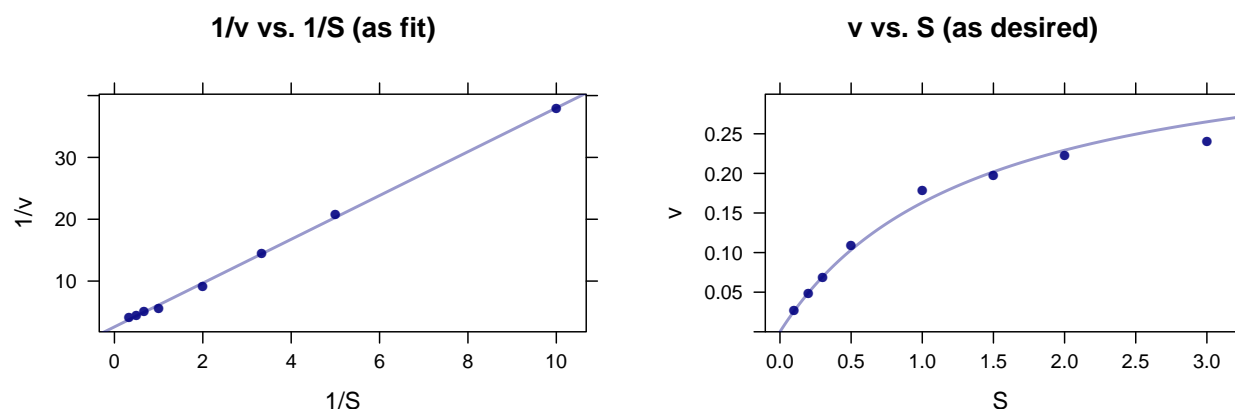 1/v vs. 1/S (as fit)
1/v
30
20
10
0 2 4 6 8 10
1/S
v vs. S (as desired)
v
0.25
0.20
0.15
0.10
0.05
0.0 0.5 1.0 1.5 2.0 2.5 3.0
S